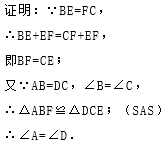 证明：∵BE=FC，
∴BE+EF=CF+EF，
即BF=CE；
又∵AB=DC，∠B=∠C，
∴△ABF≌△DCE；（SAS）
∴∠A=∠D．